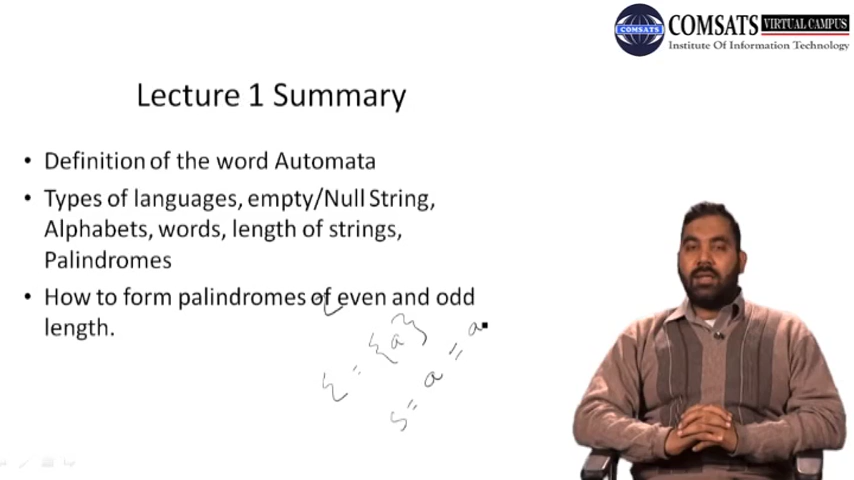 COMSATS VIRTUAL CAMPUS
COMSATS
Institute Of Information Technology
Lecture 1 Summary
• Definition of the word Automata
• Types of languages, empty/Null String,
Alphabets, words, length of strings,
Palindromes
• How to form palindromes of even and odd
length.
Σ = {a}
S = a = a